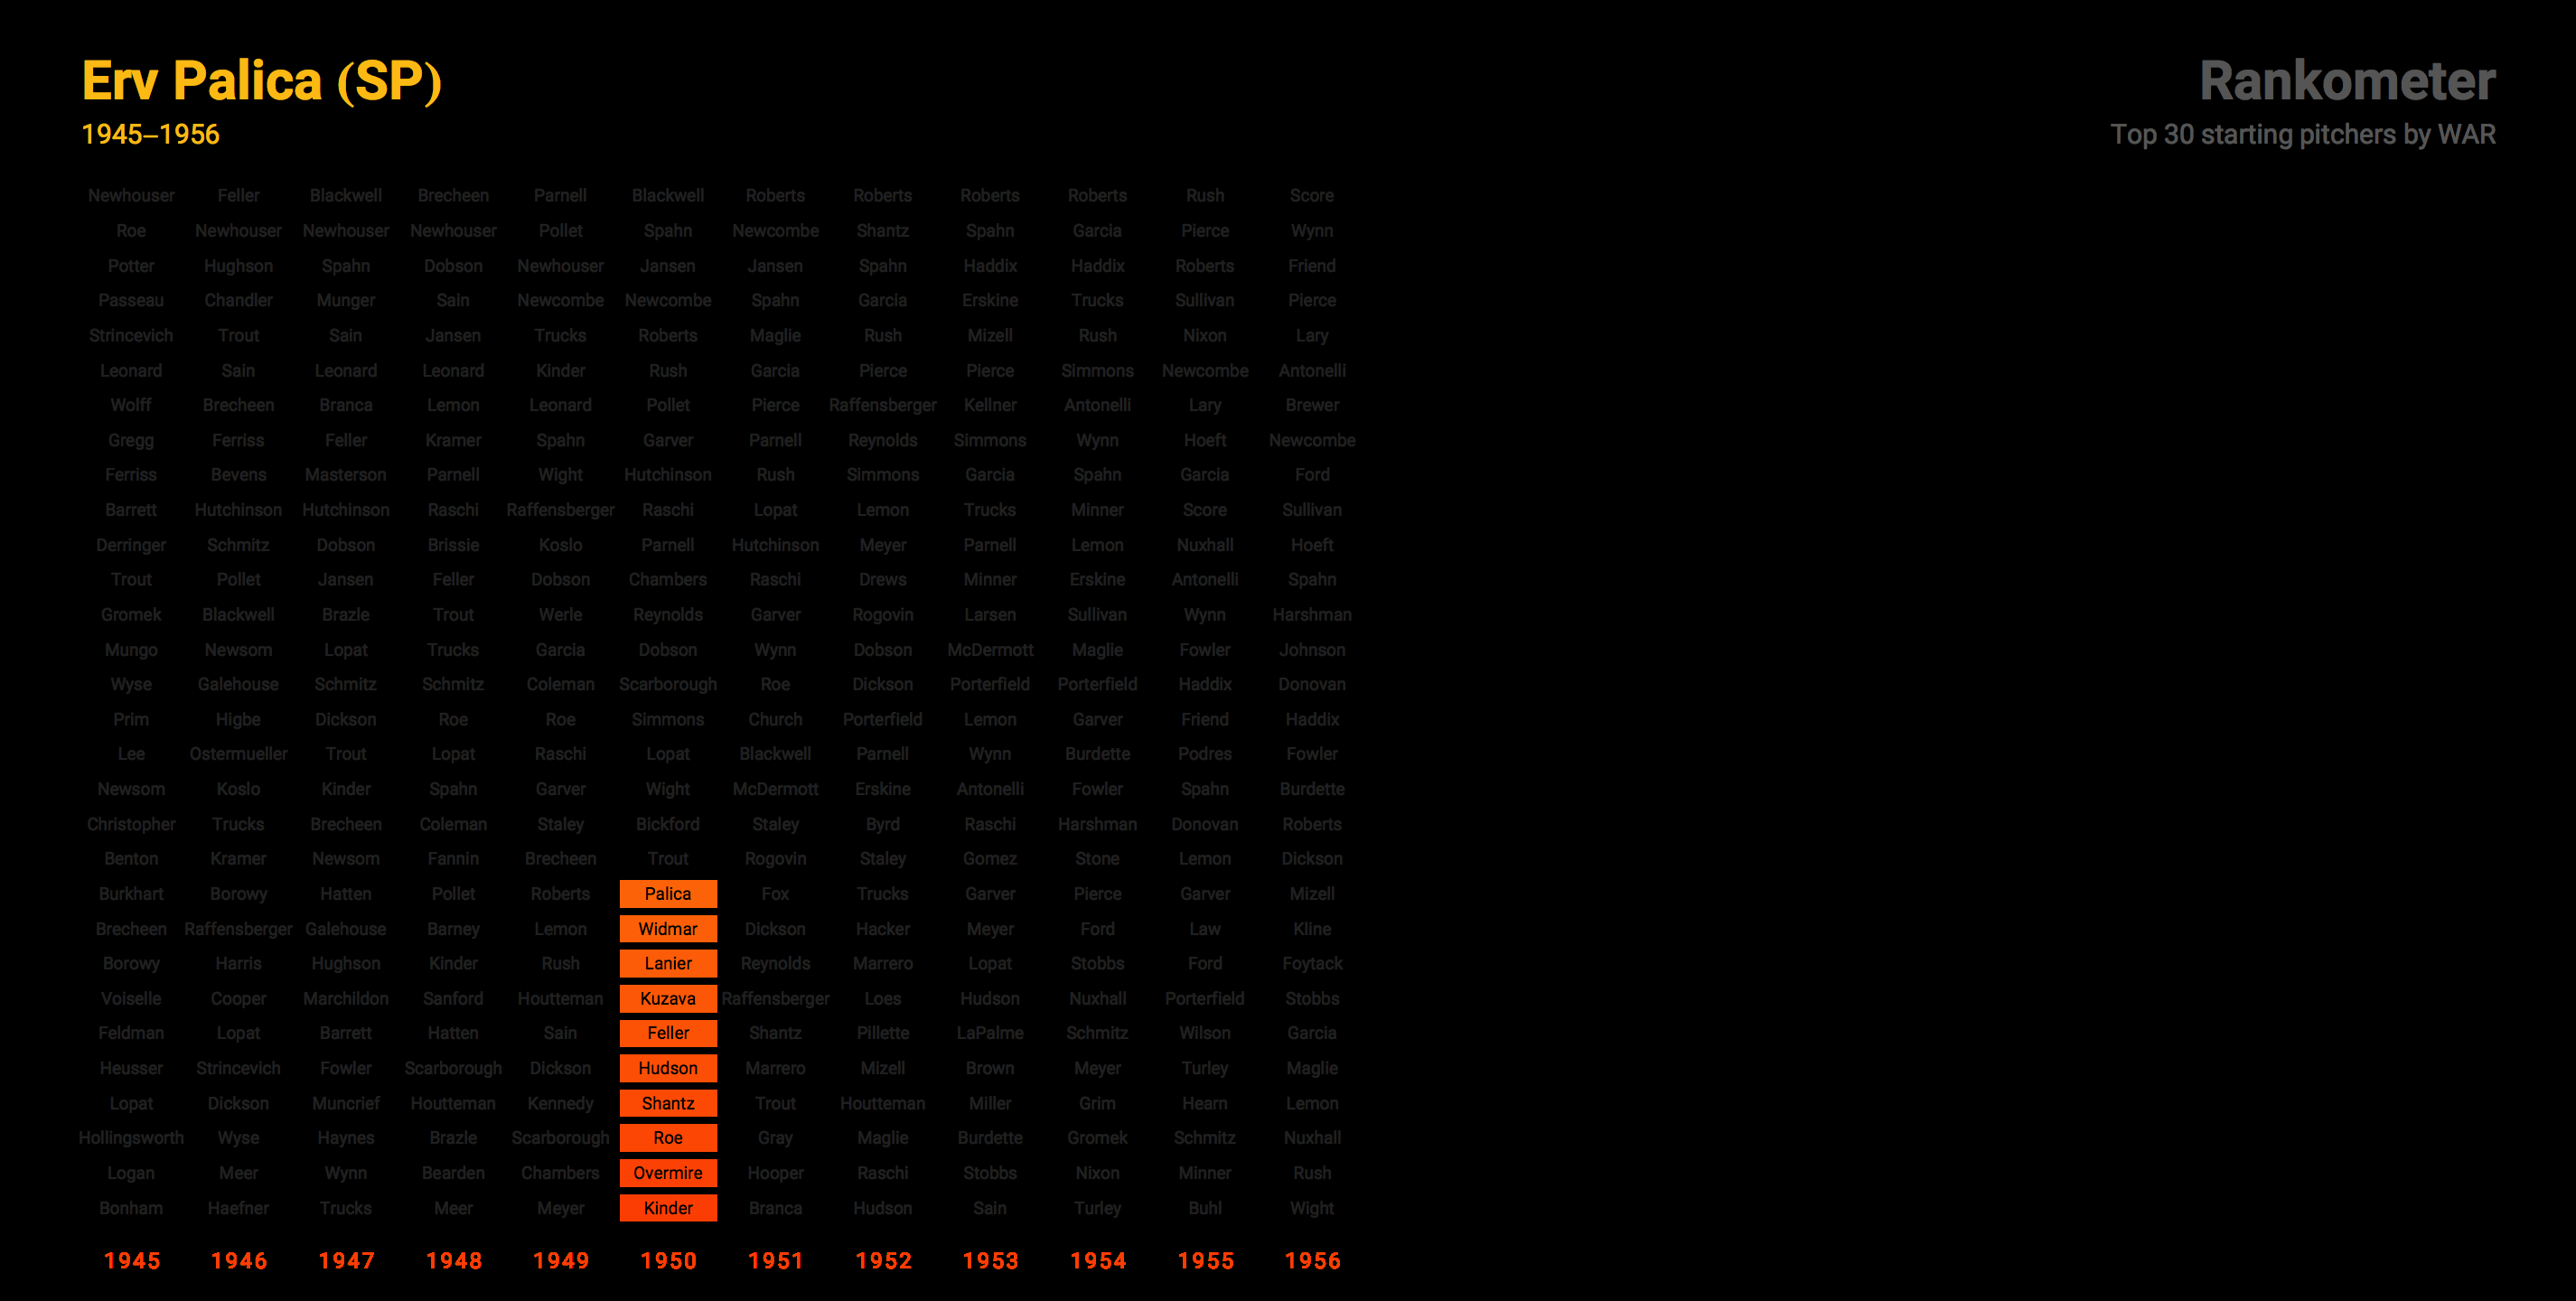 Erv Palica (SP)
1945–1956
Rankometer
Top 30 starting pitchers by WAR
Newhouser Feller Blackwell Brecheen Parnell Blackwell Roberts Roberts Roberts Roberts Rush Score
Roe Newhouser Newhouser Newhouser Pollet Spahn Newcombe Shantz Spahn Garcia Pierce Wynn
Potter Hughson Spahn Dobson Newhouser Jansen Jansen Spahn Haddix Haddix Roberts Friend
Passeau Chandler Munger Sain Newcombe Newcombe Spahn Garcia Erskine Trucks Sullivan Pierce
Strincevich Trout Sain Jansen Trucks Roberts Maglie Rush Mizell Rush Nixon Lary
Leonard Sain Leonard Leonard Kinder Rush Garcia Pierce Pierce Simmons Newcombe Antonelli
Wolff Brecheen Branca Lemon Leonard Pollet Pierce Raffensberger Kellner Antonelli Lary Brewer
Gregg Ferriss Feller Kramer Spahn Garver Parnell Reynolds Simmons Wynn Hoeft Newcombe
Ferriss Bevens Masterson Parnell Wight Hutchinson Rush Simmons Garcia Spahn Garcia Ford
Barrett Hutchinson Hutchinson Raschi Raffensberger Raschi Lopat Lemon Trucks Minner Score Sullivan
Derringer Schmitz Dobson Brissie Koslo Parnell Hutchinson Meyer Parnell Lemon Nuxhall Hoeft
Trout Pollet Jansen Feller Dobson Chambers Raschi Drews Minner Erskine Antonelli Spahn
Gromek Blackwell Brazle Trout Werle Reynolds Garver Rogovin Larsen Sullivan Wynn Harshman
Mungo Newsom Lopat Trucks Garcia Dobson Wynn Dobson McDermott Maglie Fowler Johnson
Wyse Galehouse Schmitz Schmitz Coleman Scarborough Roe Dickson Porterfield Porterfield Haddix Donovan
Prim Higbe Dickson Roe Roe Simmons Church Porterfield Lemon Garver Friend Haddix
Lee Ostermueller Trout Lopat Raschi Lopat Blackwell Parnell Wynn Burdette Podres Fowler
Newsom Koslo Kinder Spahn Garver Wight McDermott Erskine Antonelli Fowler Spahn Burdette
Christopher Trucks Brecheen Coleman Staley Bickford Staley Byrd Raschi Harshman Donovan Roberts
Benton Kramer Newsom Fannin Brecheen Trout Rogovin Staley Gomez Stone Lemon Dickson
Burkhart Borowy Hatten Pollet Roberts Palica Fox Trucks Garver Pierce Garver Mizell
Brecheen Raffensberger Galehouse Barney Lemon Widmar Dickson Hacker Meyer Ford Law Kline
Borowy Harris Hughson Kinder Rush Lanier Reynolds Marrero Lopat Stobbs Ford Foytack
Voiselle Cooper Marchildon Sanford Houtteman Kuzava Raffensberger Loes Hudson Nuxhall Porterfield Stobbs
Feldman Lopat Barrett Hatten Sain Feller Shantz Pillette LaPalme Schmitz Wilson Garcia
Heusser Strincevich Fowler Scarborough Dickson Hudson Marrero Mizell Brown Meyer Turley Maglie
Lopat Dickson Muncrief Houtteman Kennedy Shantz Trout Houtteman Miller Grim Hearn Lemon
Hollingsworth Wyse Haynes Brazle Scarborough Roe Gray Maglie Burdette Gromek Schmitz Nuxhall
Logan Meer Wynn Bearden Chambers Overmire Hooper Raschi Stobbs Nixon Minner Rush
Bonham Haefner Trucks Meer Meyer Kinder Branca Hudson Sain Turley Buhl Wight
1945 1946 1947 1948 1949 1950 1951 1952 1953 1954 1955 1956